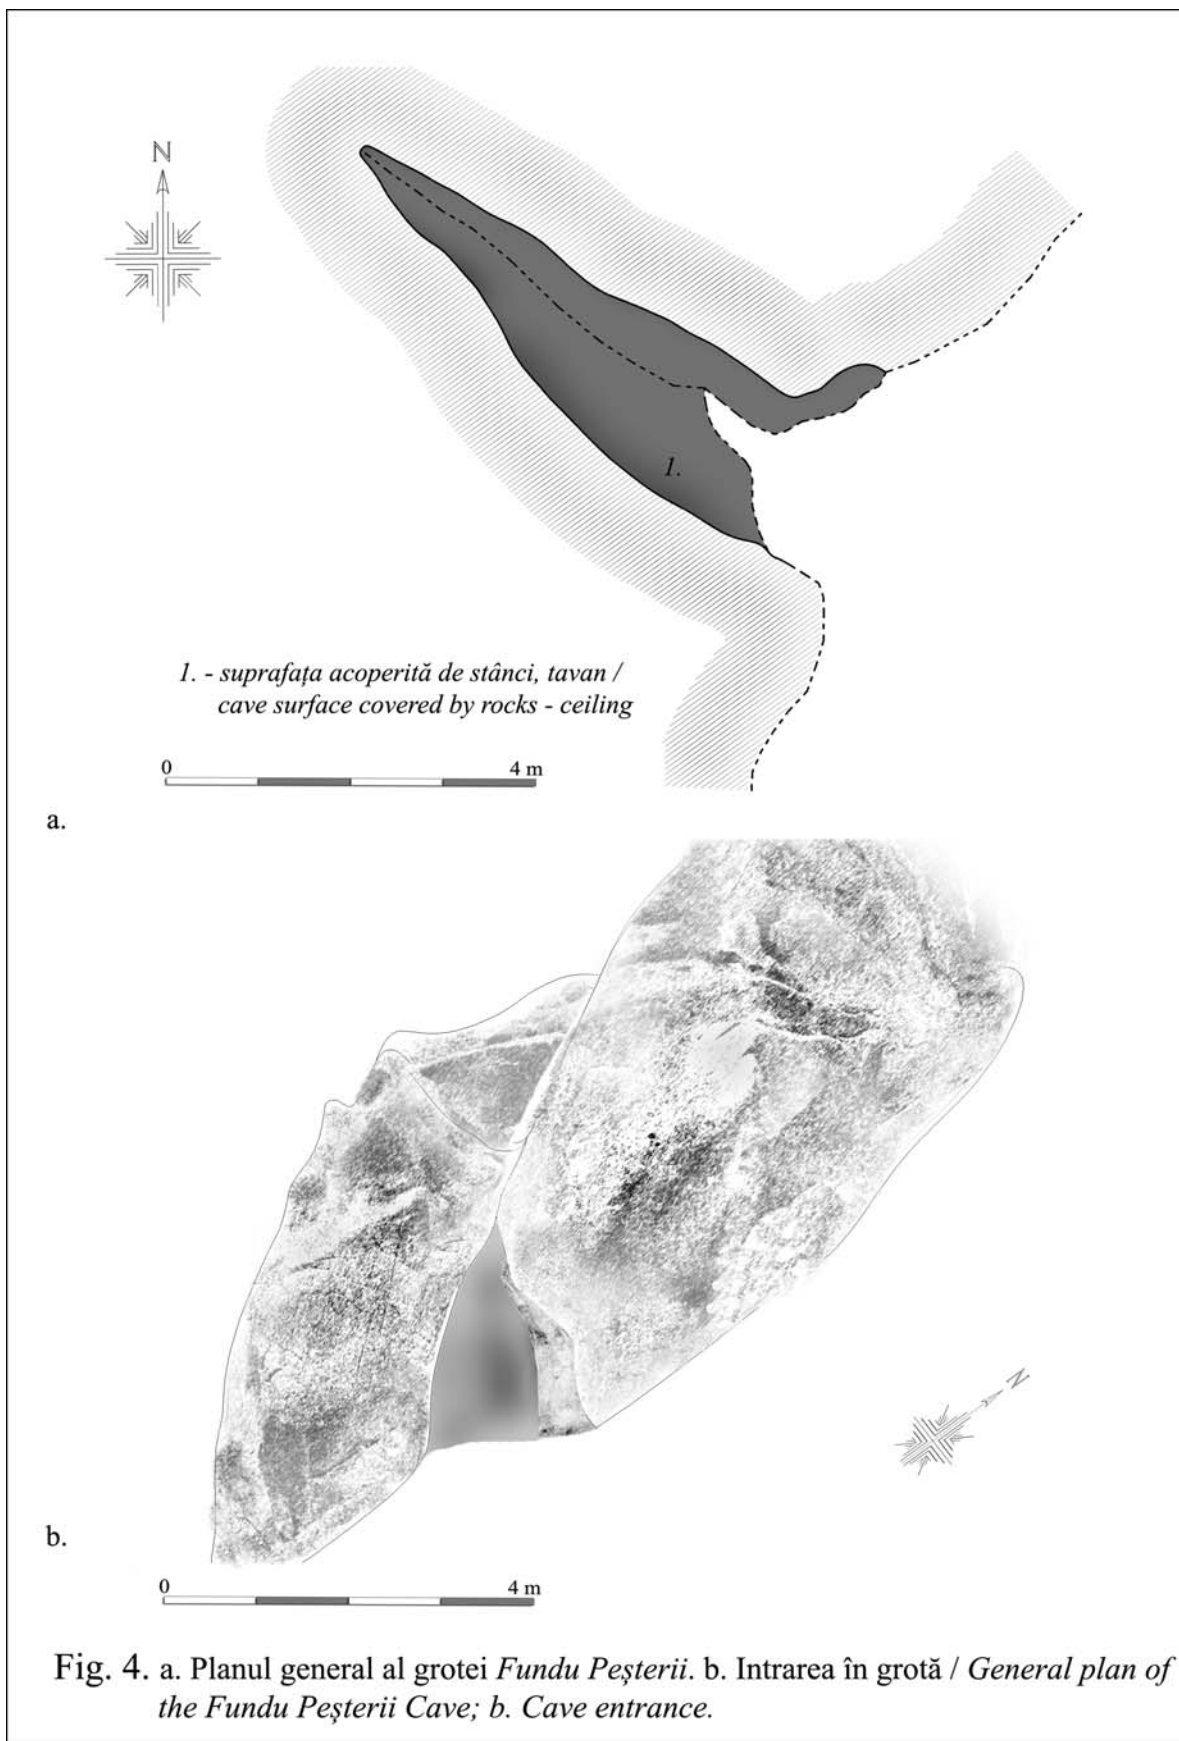 N
1.
1. - suprafața acoperită de stânci, tavan /
cave surface covered by rocks - ceiling
0 4 m
a.
N
b.
0 4 m
Fig. 4. a. Planul general al grotei Fundu Peșterii. b. Intrarea în grotă / General plan of
the Fundu Peșterii Cave; b. Cave entrance.